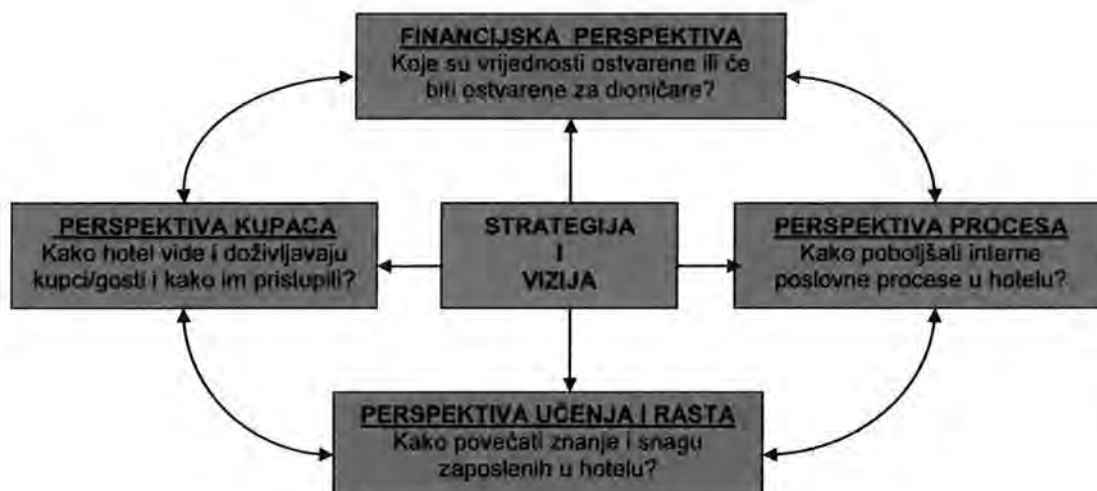 FINANCIJSKA PERSPEKTIVA
Koje su vrijednosti ostvarene ili će
biti ostvarene za dioničare?
PERSPEKTIVA KUPACA
Kako hotel vide i doživljavaju
kupci/gosti i kako im pristupili?
STRATEGIJA
I
VIZIJA
PERSPEKTIVA PROCESA
Kako poboljšati interne
poslovne procese u hotelu?
PERSPEKTIVA UČENJA I RASTA
Kako povećati znanje i snagu
zaposlenih u hotelu?